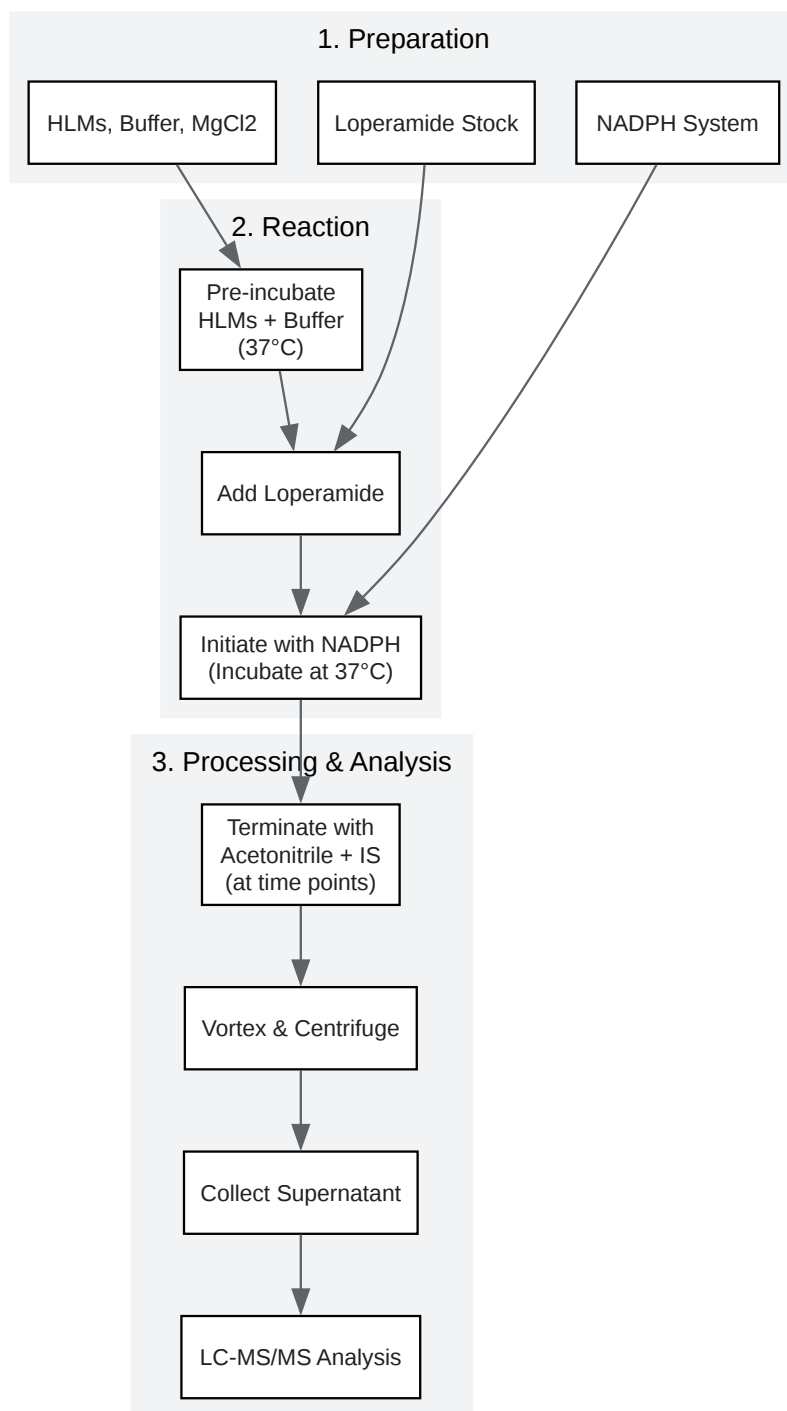 1. Preparation
HLMs, Buffer, MgCl2
Loperamide Stock
NADPH System
2. Reaction
Pre-incubate
HLMs + Buffer
(37°C)
Add Loperamide
Initiate with NADPH
(Incubate at 37°C)
3. Processing & Analysis
Terminate with
Acetonitrile + IS
(at time points)
Vortex & Centrifuge
Collect Supernatant
LC-MS/MS Analysis